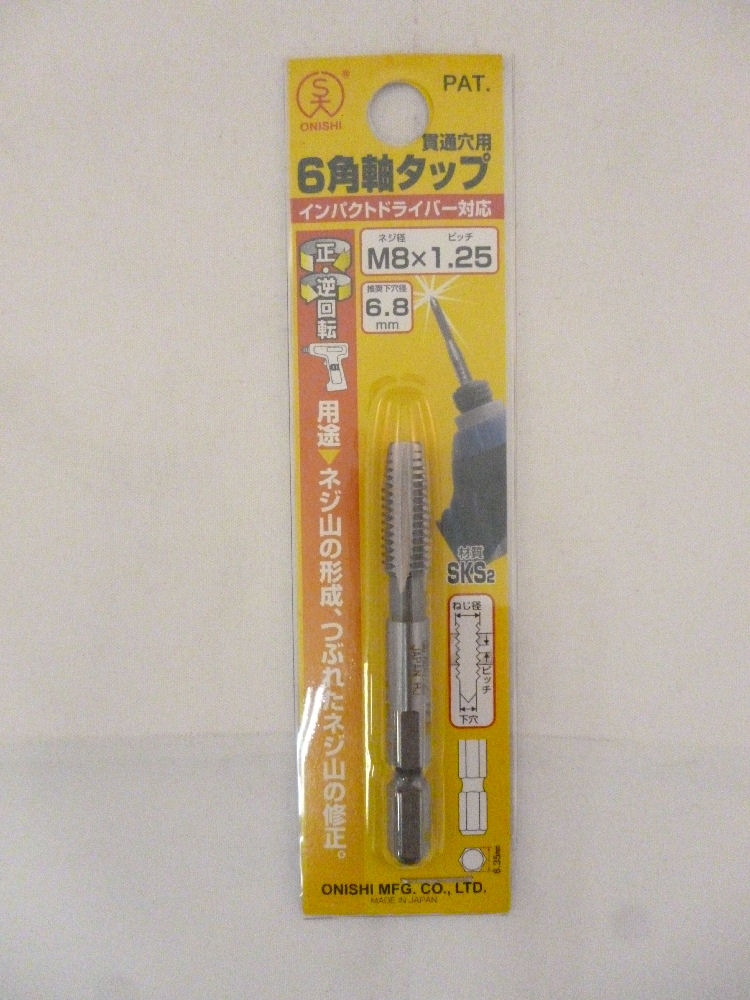 PAT.
ONISHI
貫通穴用
6角軸タップ
インパクトドライバー対応
正・逆回転
ネジ径 ピッチ
M8×1.25
推奨下穴径
6.8
mm
用途▼ネジ山の形成、つぶれたネジ山の修正。
材質
SKS2
ねじ径
ピッチ
下穴
JAPAN
6.35mm
ONISHI MFG. CO., LTD.
MADE IN JAPAN